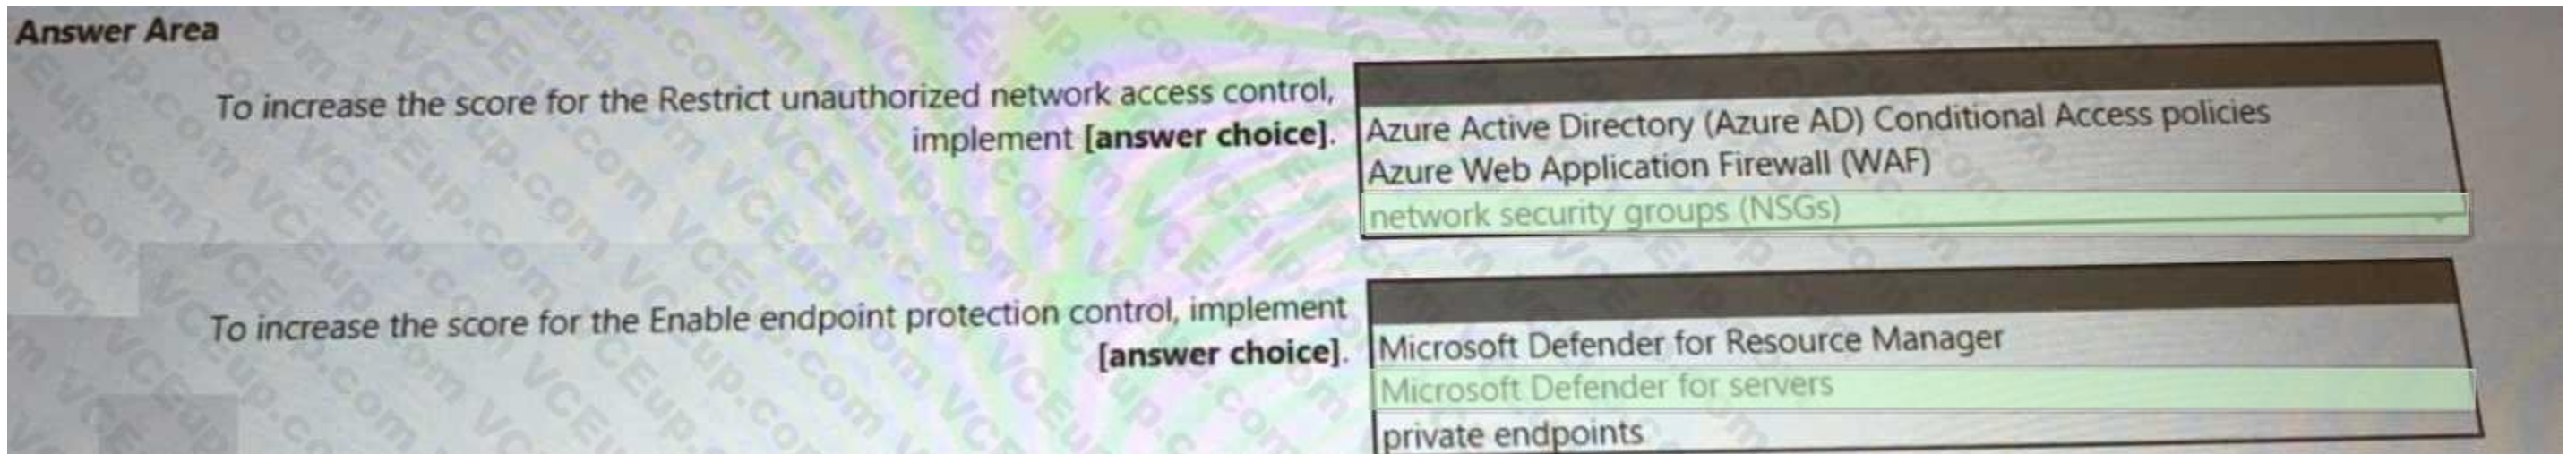 Answer Area
To increase the score for the Restrict unauthorized network access control,
implement [answer choice].
Azure Active Directory (Azure AD) Conditional Access policies
Azure Web Application Firewall (WAF)
network security groups (NSGs)
To increase the score for the Enable endpoint protection control, implement
[answer choice].
Microsoft Defender for Resource Manager
Microsoft Defender for servers
private endpoints
VCEup.com